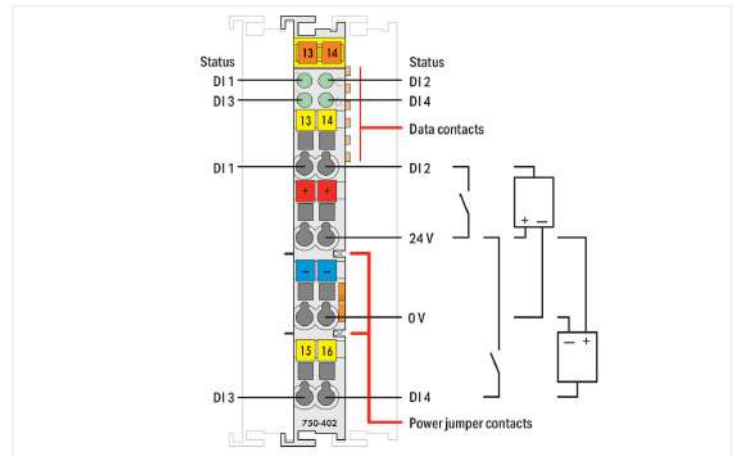 13 14
Status Status
DI 1 DI 2
DI 3 DI 4
13 14
Data contacts
DI 1 DI 2
+ +
+ −
24 V
− −
0 V
− +
15 16
DI 3 DI 4
750-402
Power jumper contacts